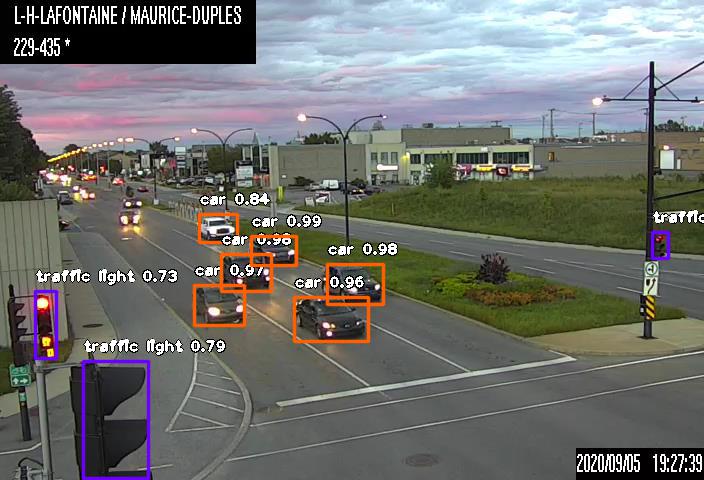 L-H-LAFONTAINE / MAURICE-DUPLES
229-435 *
car 0.84
car 0.99
car 0.98
car 0.98
traffic
car 0.97
traffic light 0.73
car 0.96
traffic light 0.79
2020/09/05 19:27:39